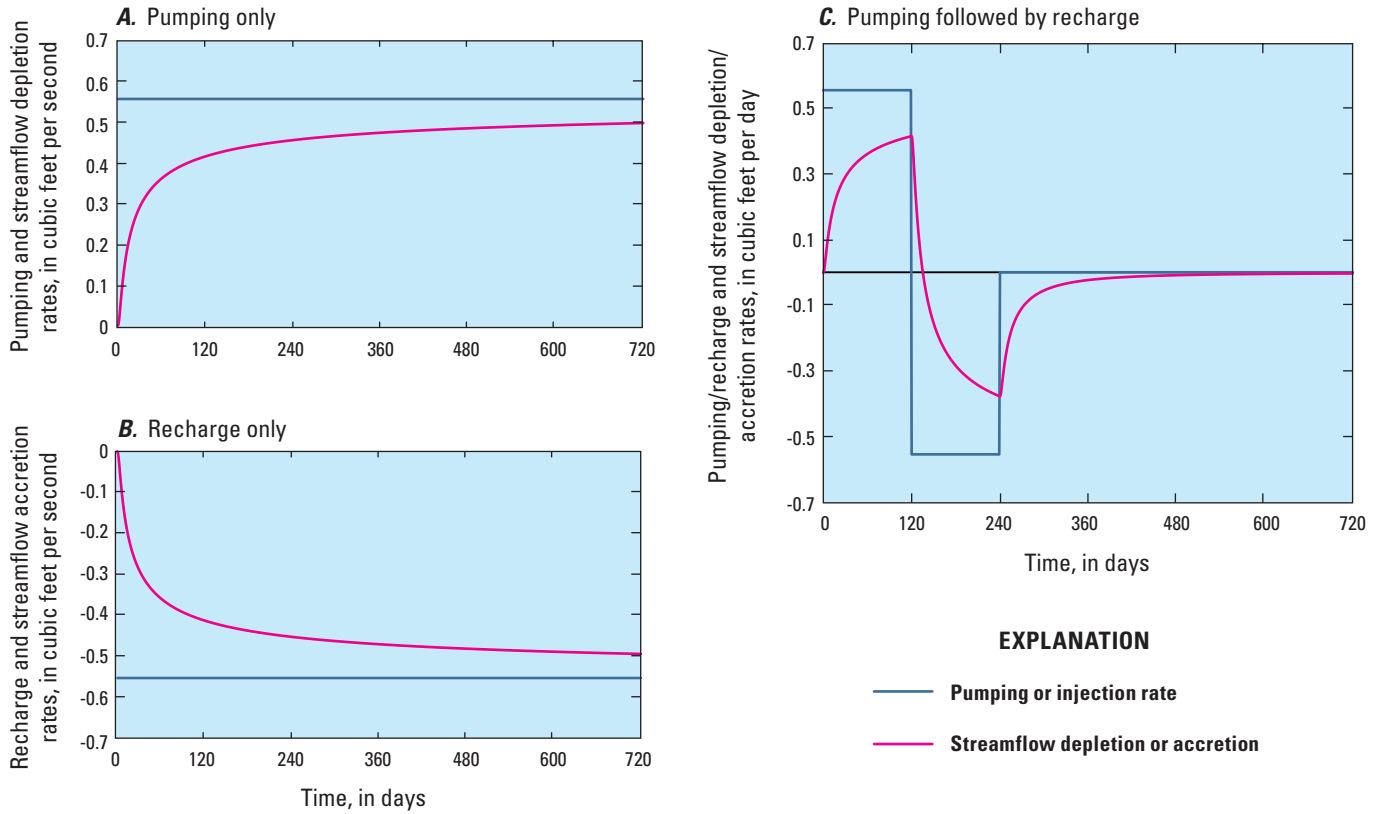 A. Pumping only
Pumping and streamflow depletion
rates, in cubic feet per second
0.7
0.6
0.5
0.4
0.3
0.2
0.1
0
0 120 240 360 480 600 720
B. Recharge only
Recharge and streamflow accretion
rates, in cubic feet per second
0
-0.1
-0.2
-0.3
-0.4
-0.5
-0.6
-0.7
0 120 240 360 480 600 720
Time, in days
C. Pumping followed by recharge
Pumping/recharge and streamflow depletion/
accretion rates, in cubic feet per day
0.7
0.5
0.3
0.1
-0.1
-0.3
-0.5
-0.7
0 120 240 360 480 600 720
Time, in days
EXPLANATION
Pumping or injection rate
Streamflow depletion or accretion